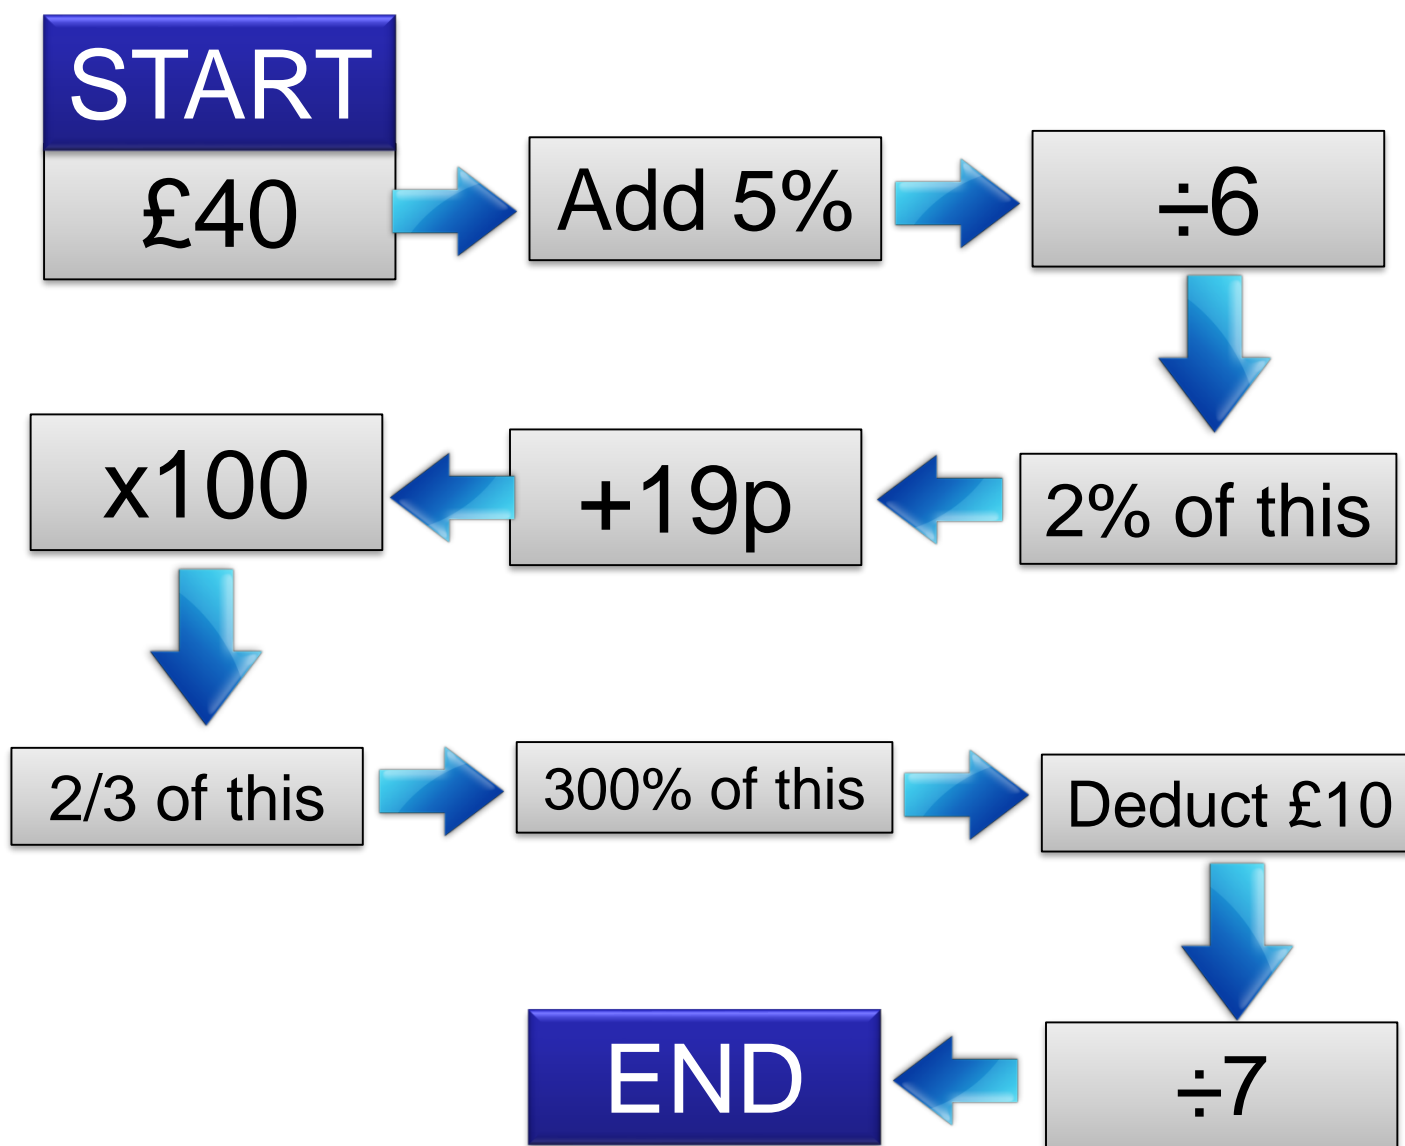 START
£40
Add 5%
÷6
2% of this
+19p
x100
2/3 of this
300% of this
Deduct £10
÷7
END